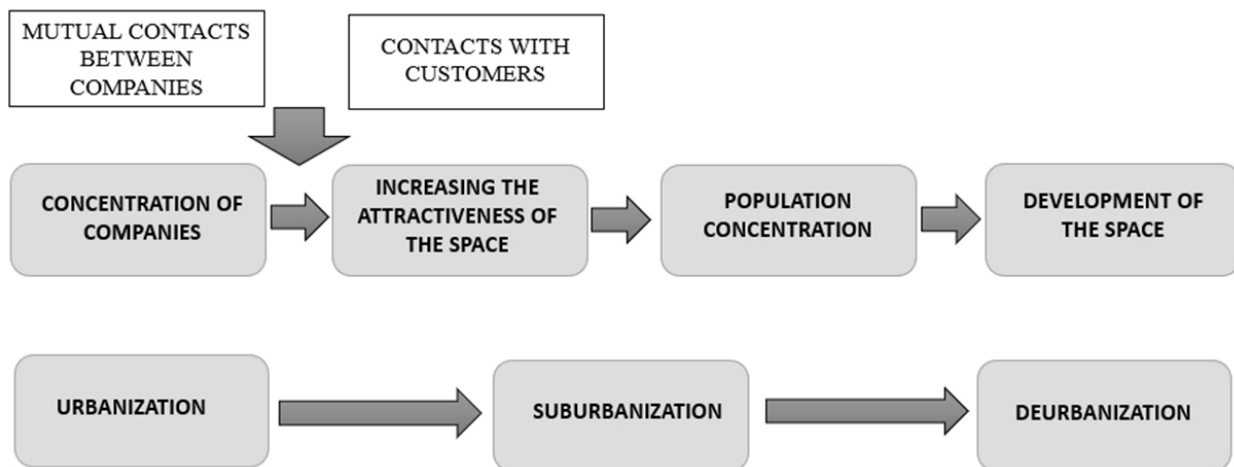 MUTUAL CONTACTS
BETWEEN
COMPANIES
CONTACTS WITH
CUSTOMERS
CONCENTRATION OF
COMPANIES
INCREASING THE
ATTRACTIVENESS OF
THE SPACE
POPULATION
CONCENTRATION
DEVELOPMENT OF
THE SPACE
URBANIZATION
SUBURBANIZATION
DEURBANIZATION